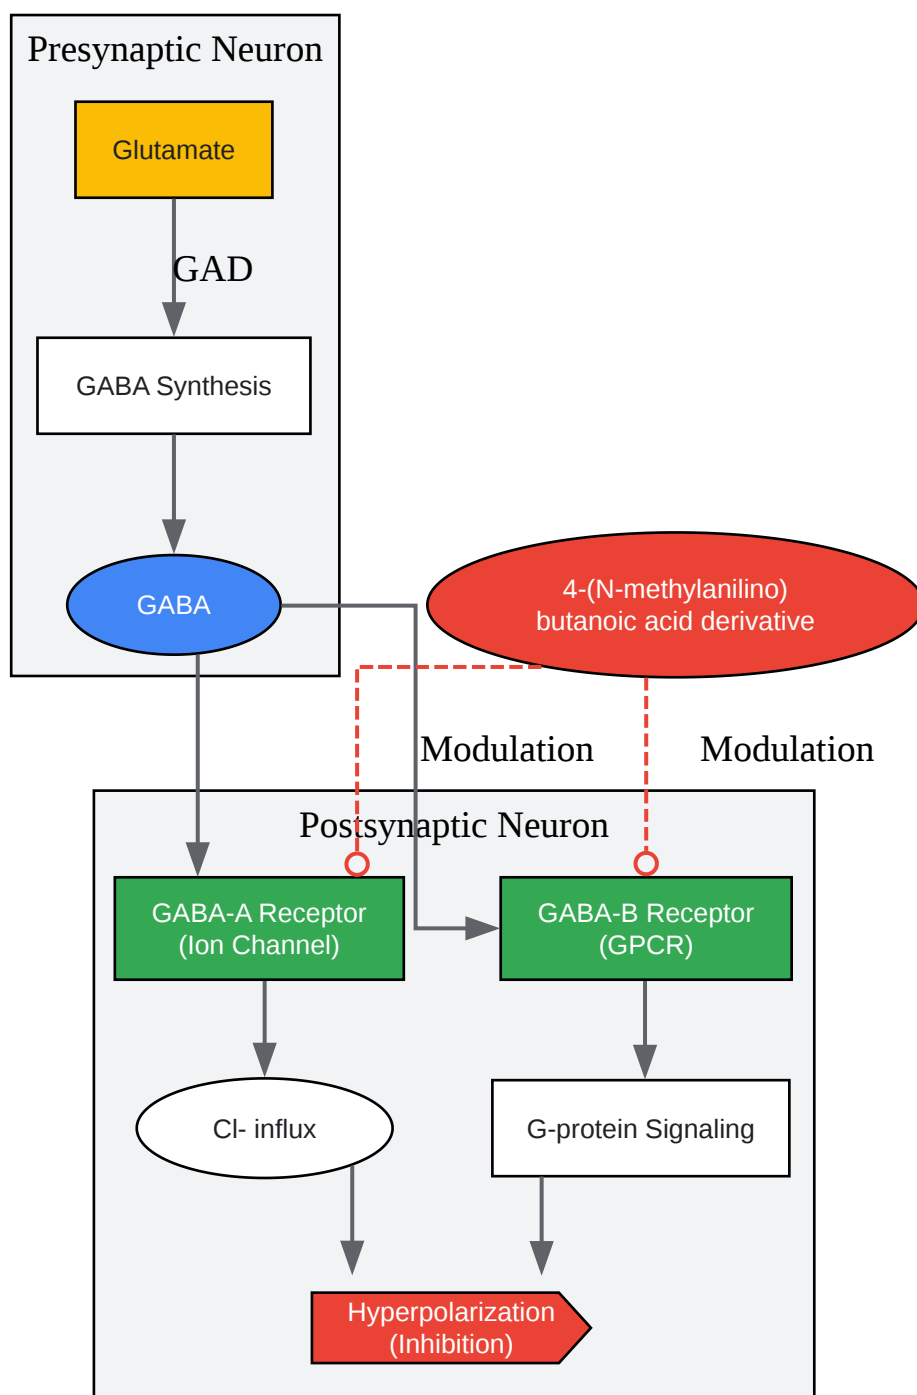 Presynaptic Neuron
Glutamate
GAD
GABA Synthesis
GABA
4-(N-methylanilino)
butanoic acid derivative
Modulation
Modulation
Postsynaptic Neuron
GABA-A Receptor
(Ion Channel)
GABA-B Receptor
(GPCR)
Cl- influx
G-protein Signaling
Hyperpolarization
(Inhibition)